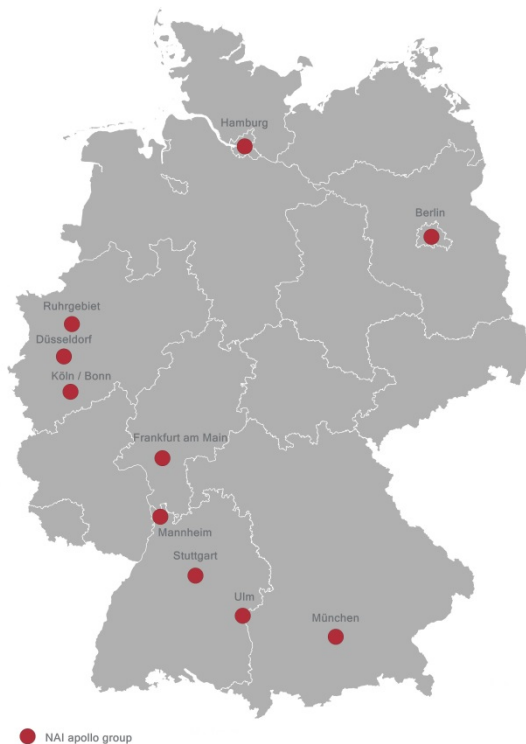 Hamburg
Berlin
Ruhrgebiet
Düsseldorf
Köln / Bonn
Frankfurt am Main
Mannheim
Stuttgart
Ulm
München
NAI apollo group